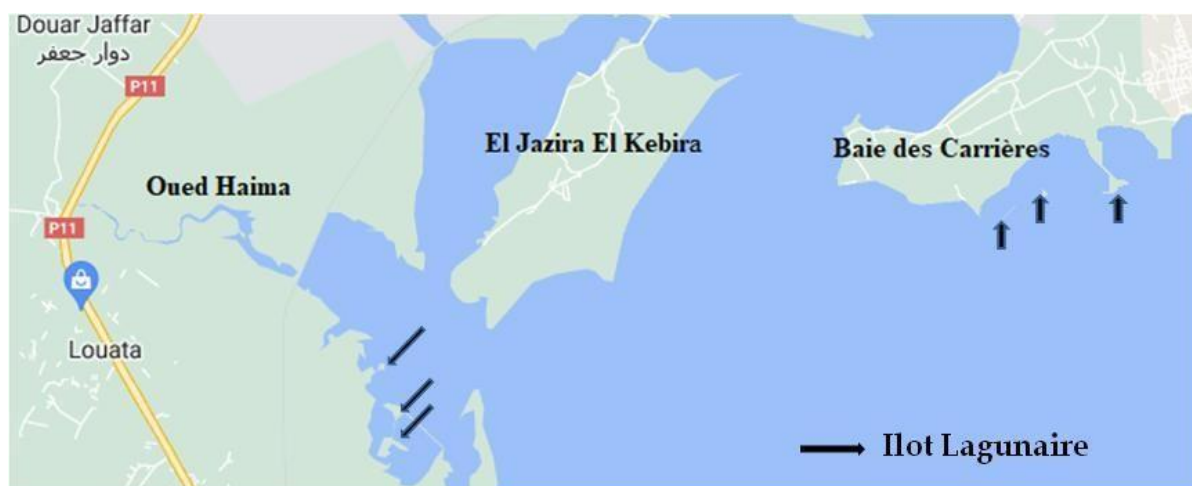 Douar Jaffar
دوار جعفر
P11
El Jazira El Kebira
Baie des Carrières
Oued Haima
P11
Louata
Ilot Lagunaire